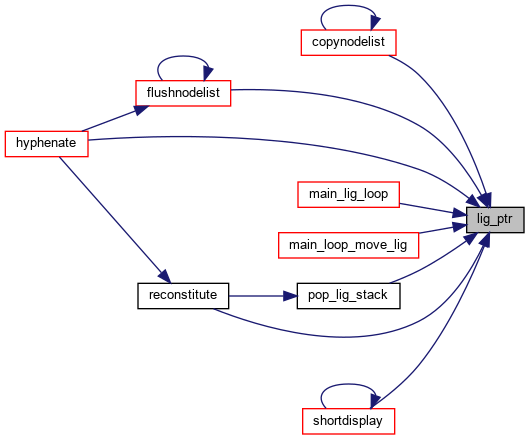 copynodelist
flushnodelist
hyphenate
main_lig_loop
lig_ptr
main_loop_move_lig
reconstitute
pop_lig_stack
shortdisplay